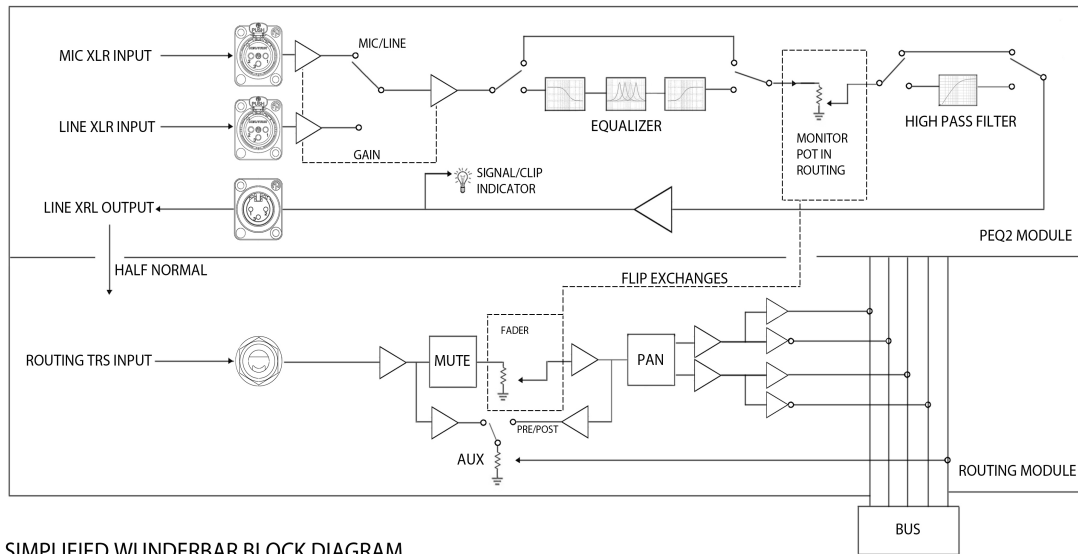 MIC XLR INPUT
MIC/LINE
LINE XLR INPUT
GAIN
EQUALIZER
MONITOR
POT IN
ROUTING
HIGH PASS FILTER
SIGNAL/CLIP
INDICATOR
LINE XRL OUTPUT
PEQ2 MODULE
HALF NORMAL
FLIP EXCHANGES
FADER
ROUTING TRS INPUT
MUTE
PAN
PRE/POST
AUX
ROUTING MODULE
BUS
SIMPLIFIED WUNDERBAR BLOCK DIAGRAM